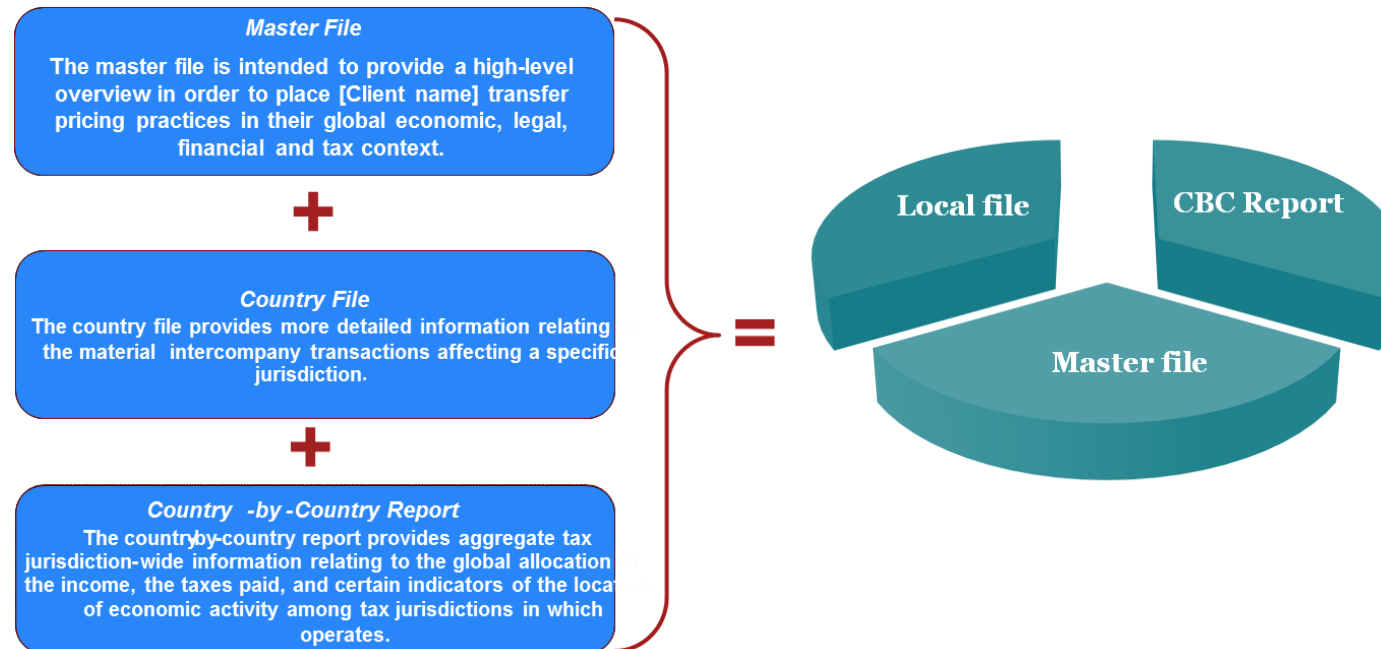 Master File
The master file is intended to provide a high-level
overview in order to place [Client name] transfer
pricing practices in their global economic, legal,
financial and tax context.
+
Country File
The country file provides more detailed information relating
the material intercompany transactions affecting a specific
jurisdiction.
+
Country -by-Country Report
The country-by-country report provides aggregate tax
jurisdiction-wide information relating to the global allocation
the income, the taxes paid, and certain indicators of the
of economic activity among tax jurisdictions in which
operates.
=
Local file
CBC Report
Master file